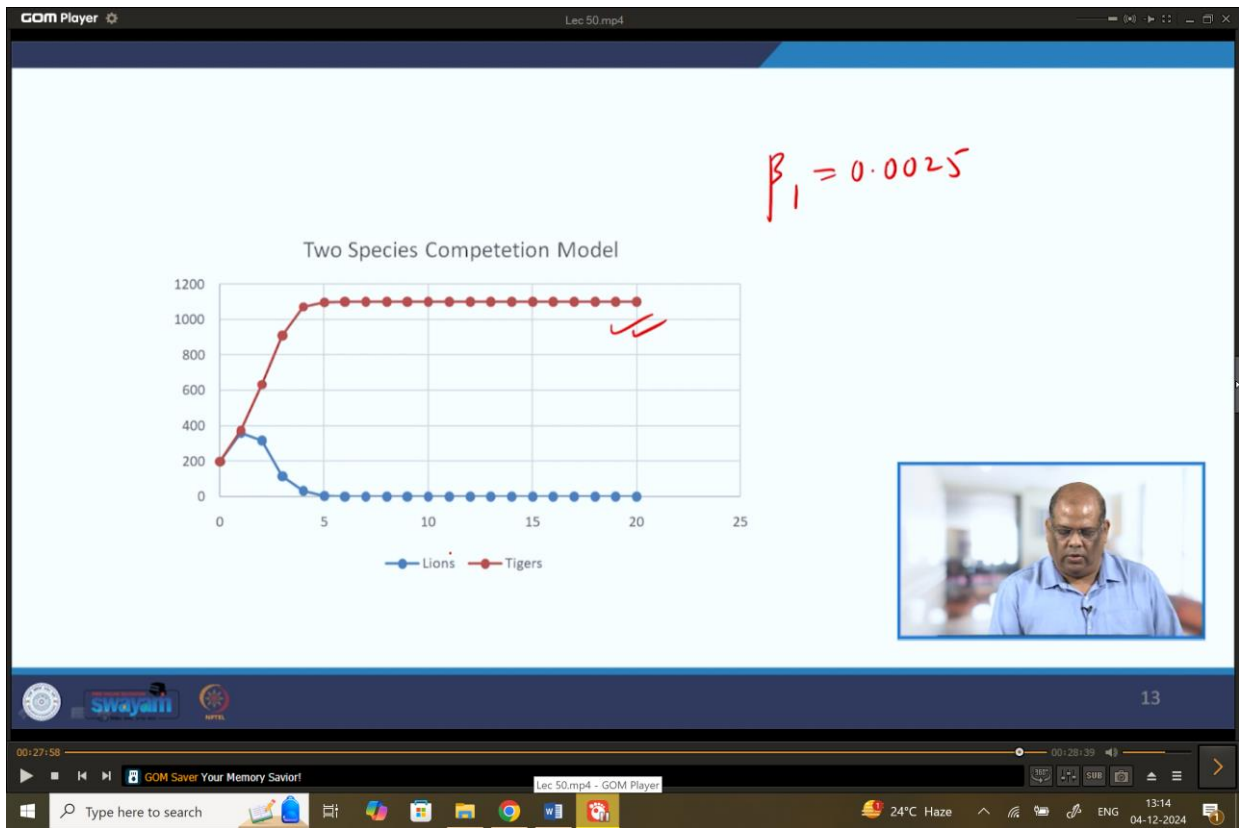 GOM Player
Lec 50.mp4
β₁ = 0.0025
Two Species Competetion Model
1200
1000
800
600
400
200
0
0 5 10 15 20 25
Lions Tigers
swayam
NPTEL
13
00:27:58
00:28:39
GOM Saver Your Memory Savior!
360°
SUB
Lec 50.mp4 - GOM Player
Type here to search
24°C Haze
ENG
13:14
04-12-2024